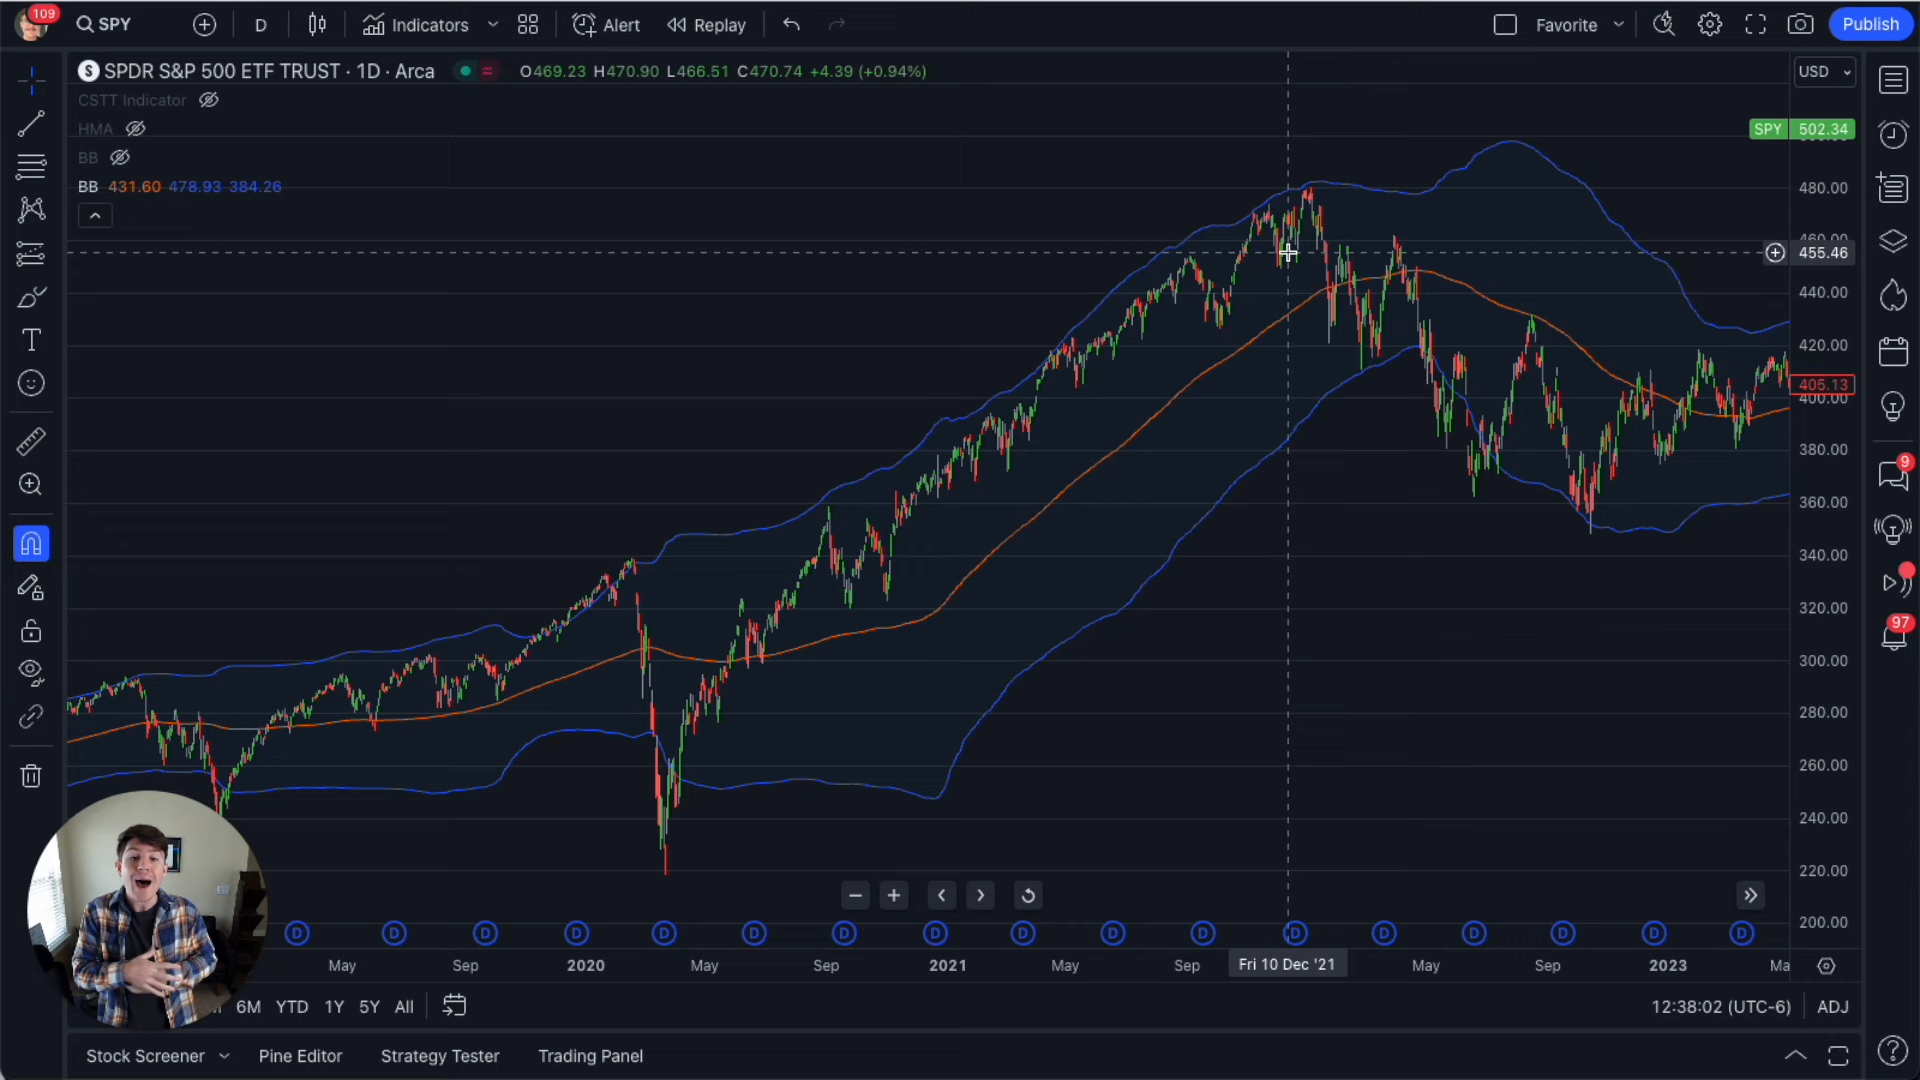 109
SPY
D
Indicators
Alert
Replay
Favorite
Publish
S SPDR S&P 500 ETF TRUST · 1D · Arca
O469.23 H470.90 L466.51 C470.74 +4.39 (+0.94%)
USD
CSTT Indicator
HMA
SPY 502.34
BB
BB 431.60 478.93 384.26
480.00
455.46
440.00
420.00
405.13
400.00
380.00
360.00
9
340.00
320.00
97
300.00
280.00
260.00
240.00
220.00
200.00
D D D D D D D D D D D D D D D D D
May Sep 2020 May Sep 2021 May Sep Fri 10 Dec '21 May Sep 2023 Ma
6M YTD 1Y 5Y All
12:38:02 (UTC-6) ADJ
Stock Screener Pine Editor Strategy Tester Trading Panel